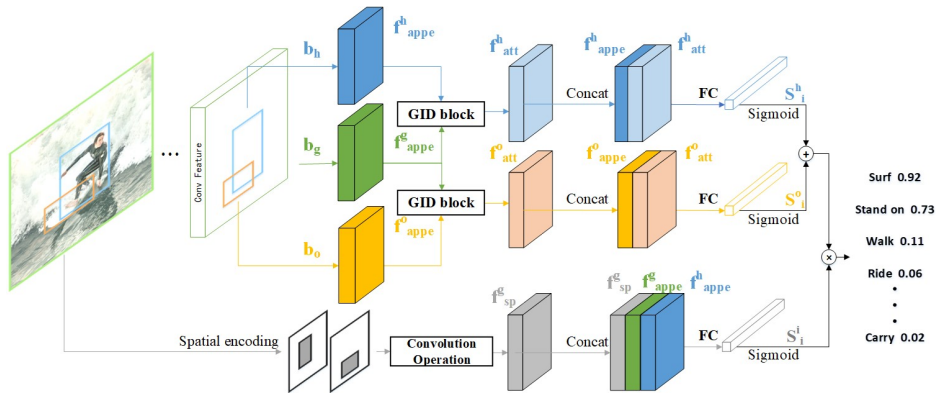 b_h
f^h_appe
f^h_att
f^h_appe
f^h_att
Concat
FC
S^h_i
Sigmoid
GID block
...
Conv Feature
b_g
f^g_appe
+
GID block
f^o_att
f^o_appe
f^o_att
Concat
FC
S^o_i
Sigmoid
b_o
f^o_appe
×
Surf 0.92
Stand on 0.73
Walk 0.11
Ride 0.06
•
•
•
Carry 0.02
Spatial encoding
Convolution
Operation
f^g_sp
f^g_sp
f^g_appe
f^h_appe
Concat
FC
S^i_i
Sigmoid